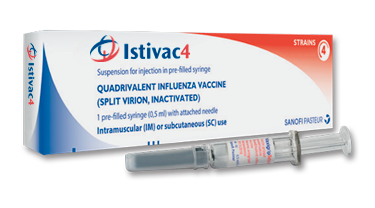 STRAINS 4
Istivac4
Suspension for injection in pre-filled syringe
QUADRIVALENT INFLUENZA VACCINE
(SPLIT VIRION, INACTIVATED)
1 pre-filled syringe (0,5 ml) with attached needle
Intramuscular (IM) or subcutaneous (SC) use
SANOFI PASTEUR
Istivac4